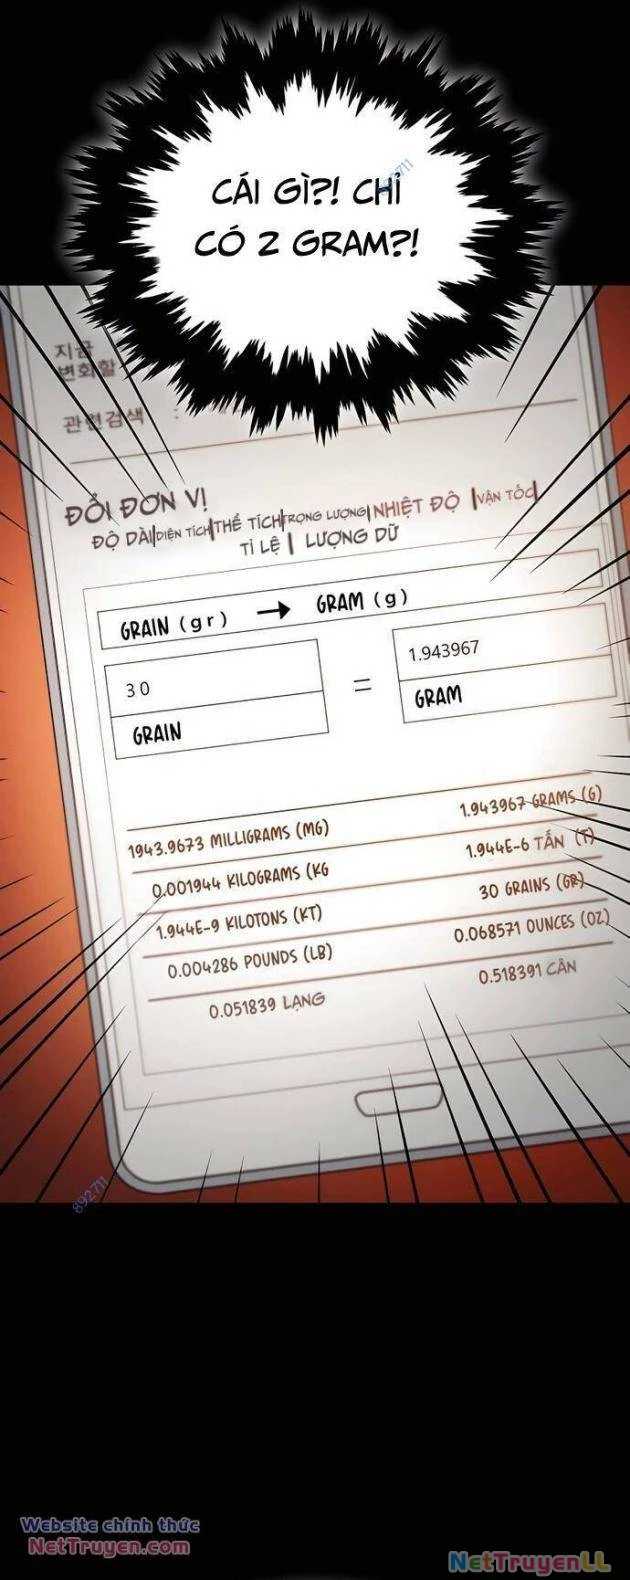 CÁI GÌ?! CHỈ
CÓ 2 GRAM?!
892711
지금
변화할
관련검색 :
ĐỔI ĐƠN VỊ
ĐỘ DÀI|DIỆN TÍCH|THỂ TÍCH|TRỌNG LƯỢNG|NHIỆT ĐỘ |VẬN TỐC|
TỈ LỆ | LƯỢNG DỮ
GRAIN (gr) → GRAM (g)
30
GRAIN
=
1.943967
GRAM
1943.9673 MILLIGRAMS (MG) 1.943967 GRAMS (G)
0.001944 KILOGRAMS (KG 1.944E-6 TẤN (T)
1.944E-9 KILOTONS (KT) 30 GRAINS (GR)
0.004286 POUNDS (LB) 0.068571 OUNCES (OZ)
0.051839 LẠNG 0.518391 CÂN
892711
Website chính thức
NetTruyen.com
NetTruyenLL